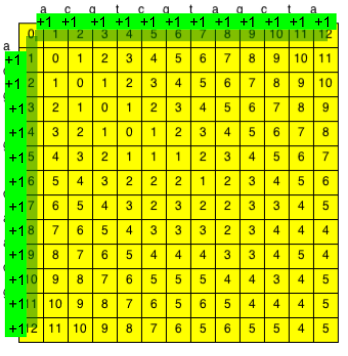 a c g t c g t a g c t a
+1 +1 +1 +1 +1 +1 +1 +1 +1 +1 +1 +1
0 1 2 3 4 5 6 7 8 9 10 11 12
a
+1 1 0 1 2 3 4 5 6 7 8 9 10 11
+1 2 1 0 1 2 3 4 5 6 7 8 9 10
+1 3 2 1 0 1 2 3 4 5 6 7 8 9
+1 4 3 2 1 0 1 2 3 4 5 6 7 8
+1 5 4 3 2 1 1 1 2 3 4 5 6 7
+1 6 5 4 3 2 2 2 1 2 3 4 5 6
+1 7 6 5 4 3 2 3 2 2 3 3 4 5
+1 8 7 6 5 4 3 3 3 2 3 4 4 4
+1 9 8 7 6 5 4 4 4 3 3 4 5 4
+1 10 9 8 7 6 5 5 5 4 4 3 4 5
+1 11 10 9 8 7 6 5 6 5 4 4 4 5
+1 12 11 10 9 8 7 6 5 6 5 5 4 5